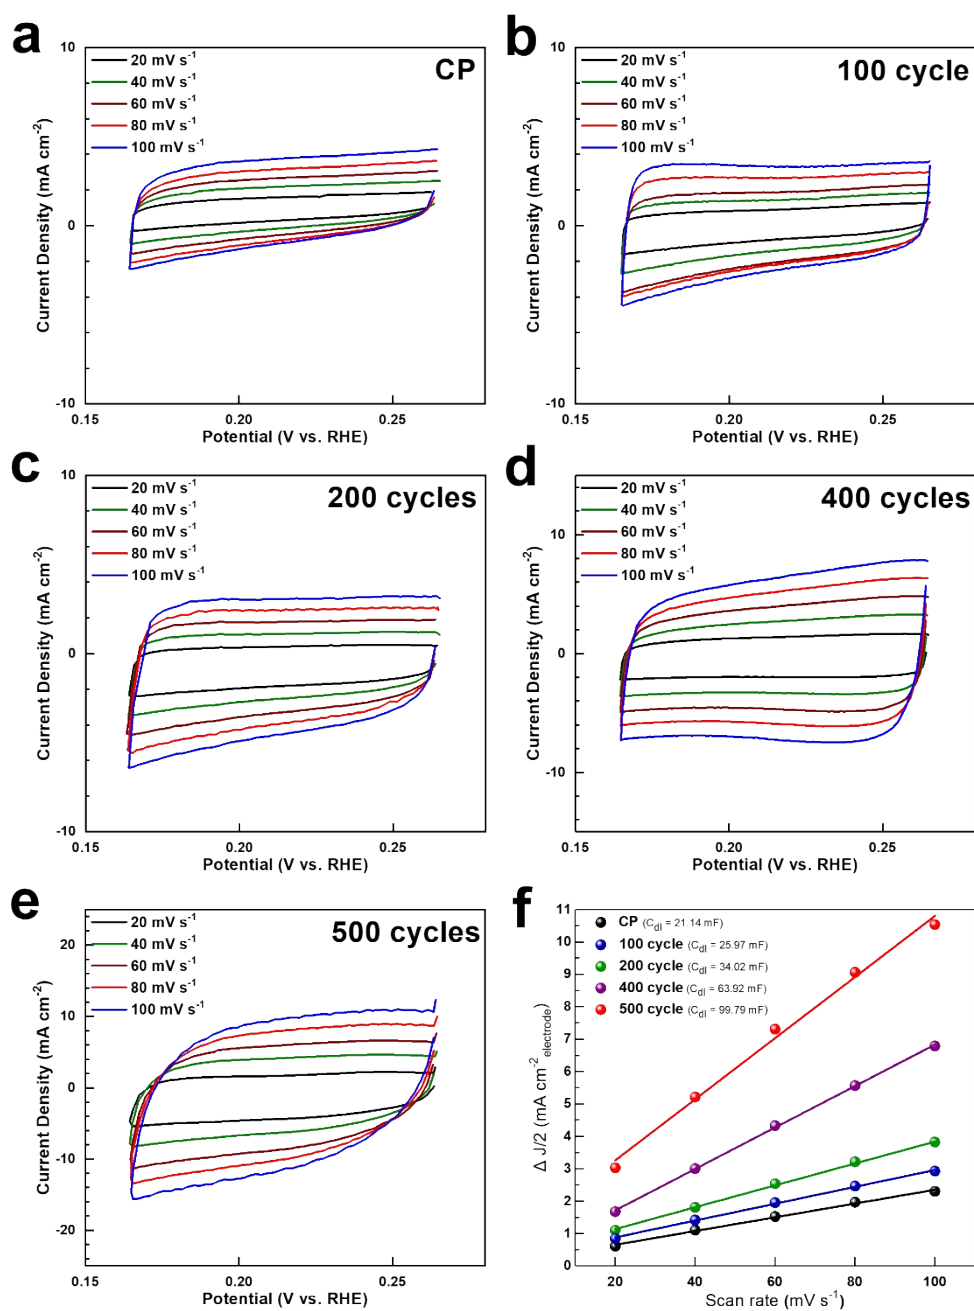 a
CP
20 mV s⁻¹
40 mV s⁻¹
60 mV s⁻¹
80 mV s⁻¹
100 mV s⁻¹
10
0
-10
0.15
0.20
0.25
Current Density (mA cm⁻²)
Potential (V vs. RHE)
b
100 cycle
20 mV s⁻¹
40 mV s⁻¹
60 mV s⁻¹
80 mV s⁻¹
100 mV s⁻¹
10
0
-10
0.15
0.20
0.25
Current Density (mA cm⁻²)
Potential (V vs. RHE)
c
200 cycles
20 mV s⁻¹
40 mV s⁻¹
60 mV s⁻¹
80 mV s⁻¹
100 mV s⁻¹
10
0
-10
0.15
0.20
0.25
Current Density (mA cm⁻²)
Potential (V vs. RHE)
d
400 cycles
20 mV s⁻¹
40 mV s⁻¹
60 mV s⁻¹
80 mV s⁻¹
100 mV s⁻¹
10
0
-10
0.15
0.20
0.25
Current Density (mA cm⁻²)
Potential (V vs. RHE)
e
500 cycles
20 mV s⁻¹
40 mV s⁻¹
60 mV s⁻¹
80 mV s⁻¹
100 mV s⁻¹
20
10
0
-10
-20
0.15
0.20
0.25
Current Density (mA cm⁻²)
Potential (V vs. RHE)
f
CP (C_dl = 21.14 mF)
100 cycle (C_dl = 25.97 mF)
200 cycle (C_dl = 34.02 mF)
400 cycle (C_dl = 63.92 mF)
500 cycle (C_dl = 99.79 mF)
11
10
9
8
7
6
5
4
3
2
1
0
20
40
60
80
100
Δ J/2 (mA cm⁻²_electrode)
Scan rate (mV s⁻¹)